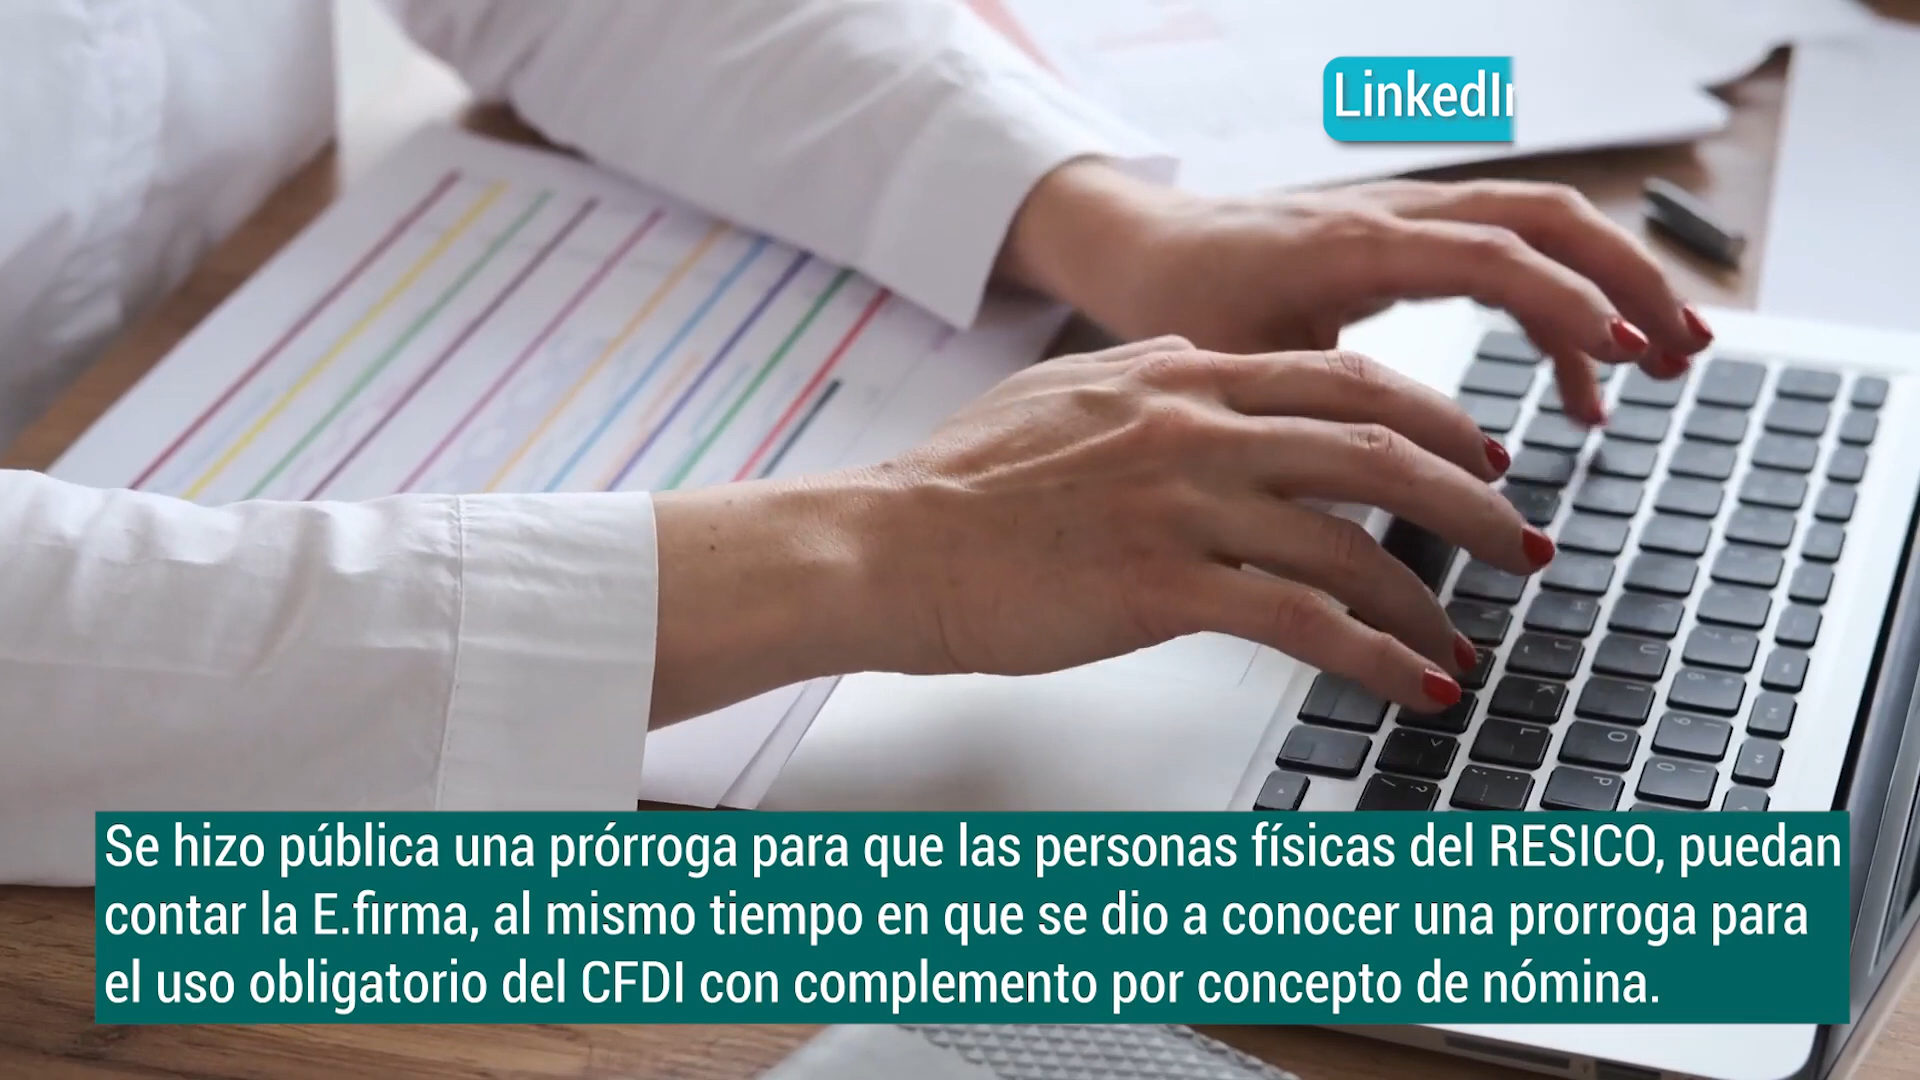 LinkedIn
Se hizo pública una prórroga para que las personas físicas del RESICO, puedan
contar la E.firma, al mismo tiempo en que se dio a conocer una prorroga para
el uso obligatorio del CFDI con complemento por concepto de nómina.